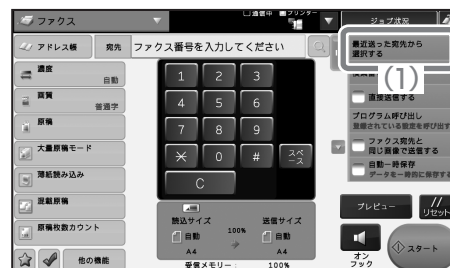 ファクス
通信中
プリンター
ジョブ状況
アドレス帳
宛先
ファクス番号を入力してください
濃度
自動
画質
普通字
原稿
大量原稿モード
薄紙読み込み
混載原稿
原稿枚数カウント
他の機能
1 2 3
4 5 6
7 8 9
0 #
スペース
C
読込サイズ
送信サイズ
100%
自動
自動
A4
A4
受信メモリー: 100%
最近送った宛先から
選択する
(1)
直接送信する
プログラム呼び出し
登録されている設定を呼び出す
ファクス宛先と
同じ画像で送信する
自動一時保存
データを一時的に保存する
プレビュー
リセット
オン
フック
スタート